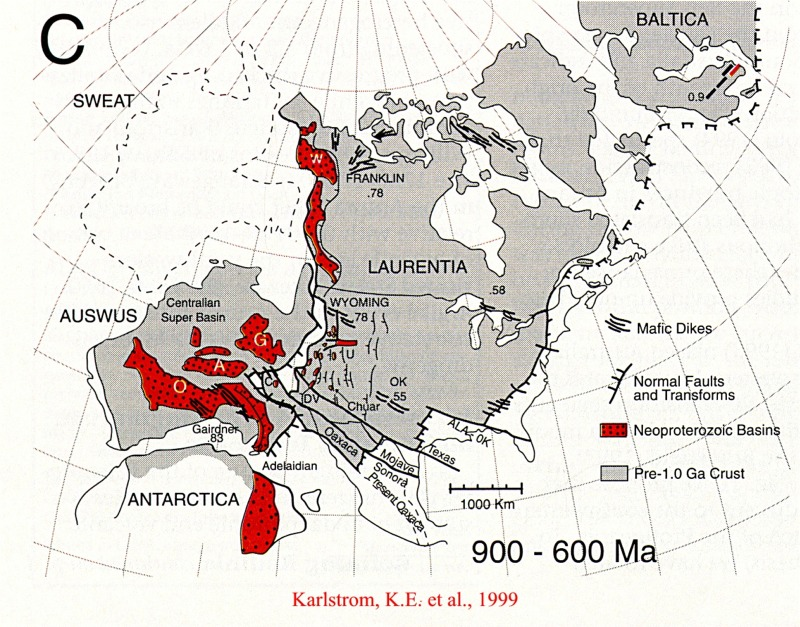 C
BALTICA
SWEAT
0.9
W
FRANKLIN
.78
LAURENTIA
.58
AUSWUS
Centralian
Super Basin
WYOMING
.78
G
A
O
U
C
DV
OK
.55
Chuar
Gairdner
.83
Adelaidian
ANTARCTICA
Oaxaca
Mojave
Sonora
Present Oaxaca
Texas
ALA - OK
Mafic Dikes
Normal Faults
and Transforms
Neoproterozoic Basins
Pre-1.0 Ga Crust
1000 Km
900 - 600 Ma
Karlstrom, K.E. et al., 1999